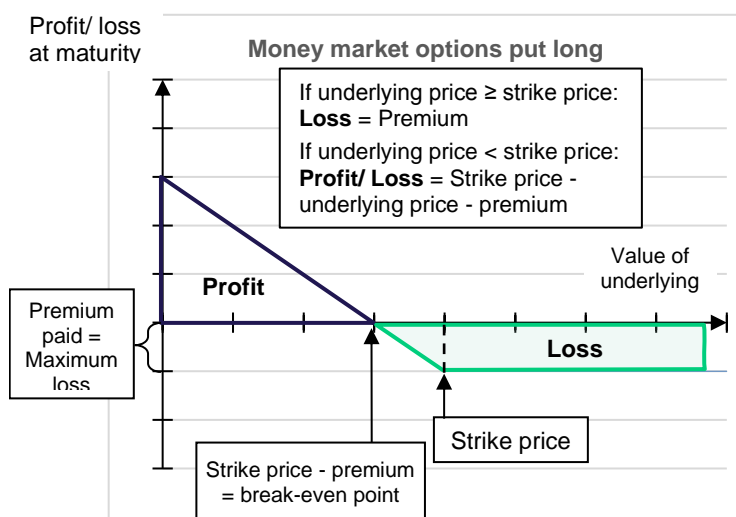 Profit/ loss
at maturity
Money market options put long
If underlying price ≥ strike price:
Loss = Premium
If underlying price < strike price:
Profit/ Loss = Strike price -
underlying price - premium
Value of
underlying
Profit
Premium
paid =
Maximum
loss
Loss
Strike price
Strike price - premium
= break-even point